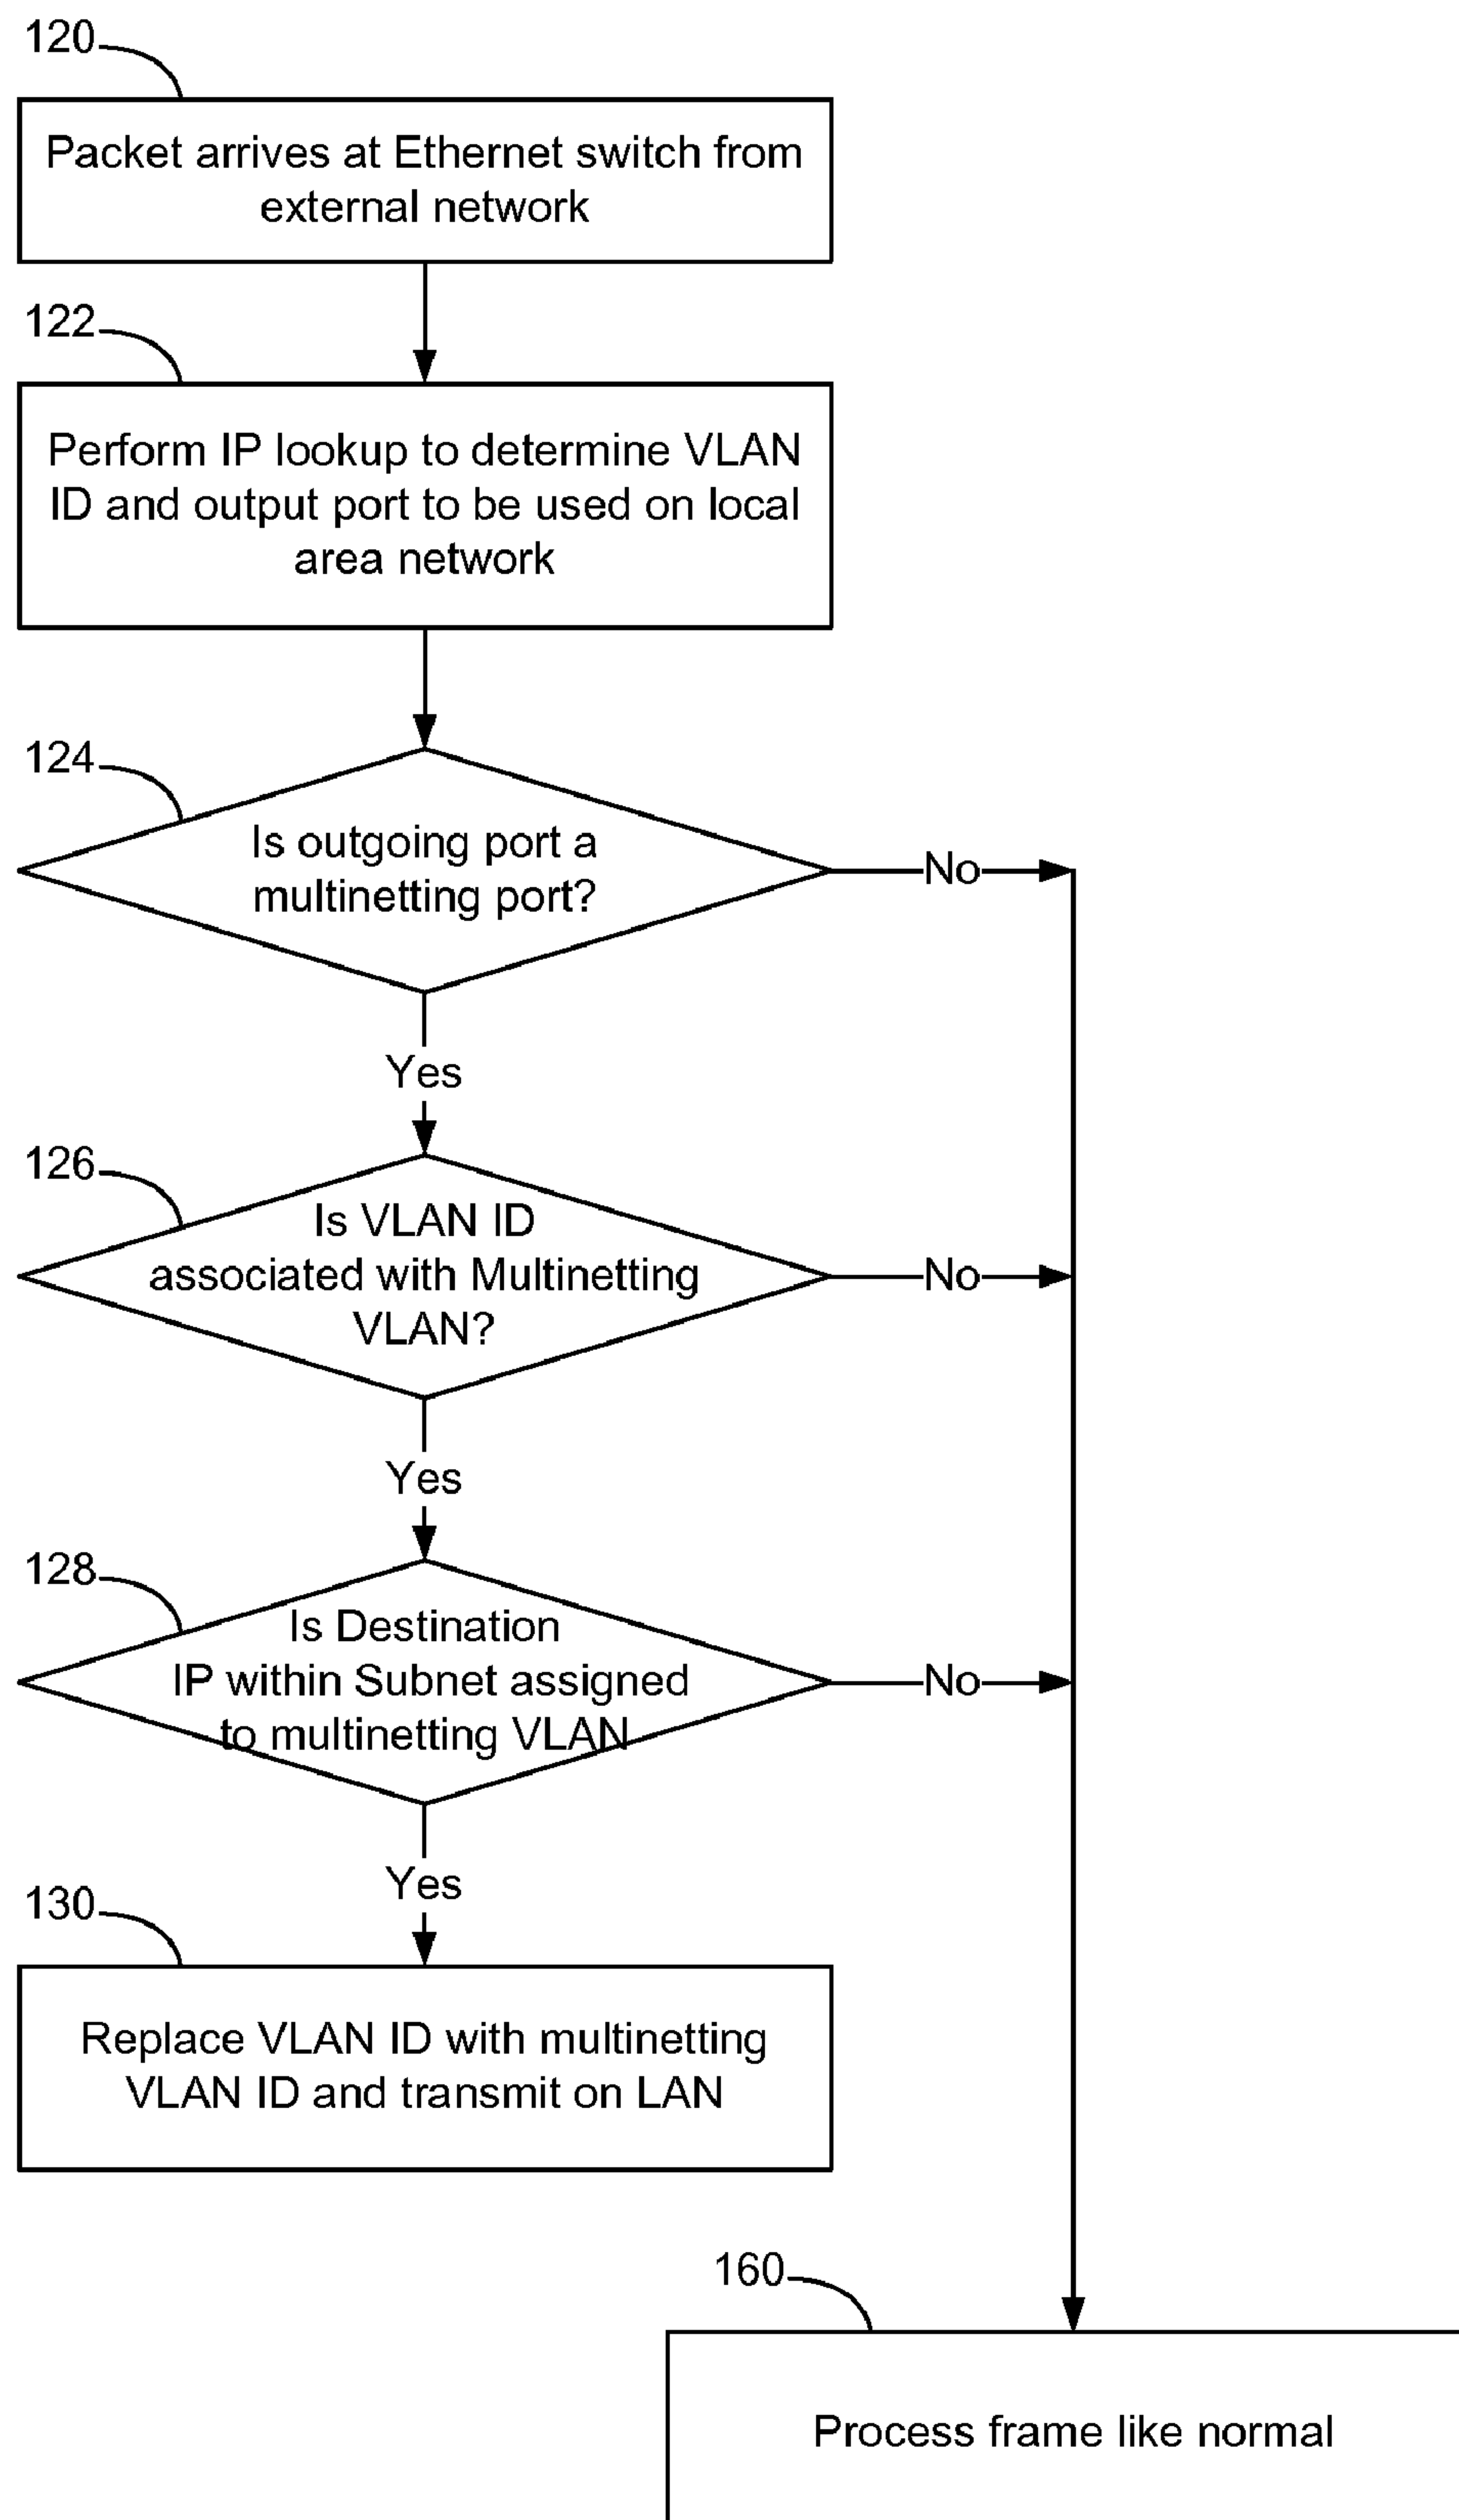 120
Packet arrives at Ethernet switch from
external network
122
Perform IP lookup to determine VLAN
ID and output port to be used on local
area network
124
Is outgoing port a
multinetting port?
No
Yes
126
Is VLAN ID
associated with Multinetting
VLAN?
No
Yes
128
Is Destination
IP within Subnet assigned
to multinetting VLAN
No
Yes
130
Replace VLAN ID with multinetting
VLAN ID and transmit on LAN
160
Process frame like normal